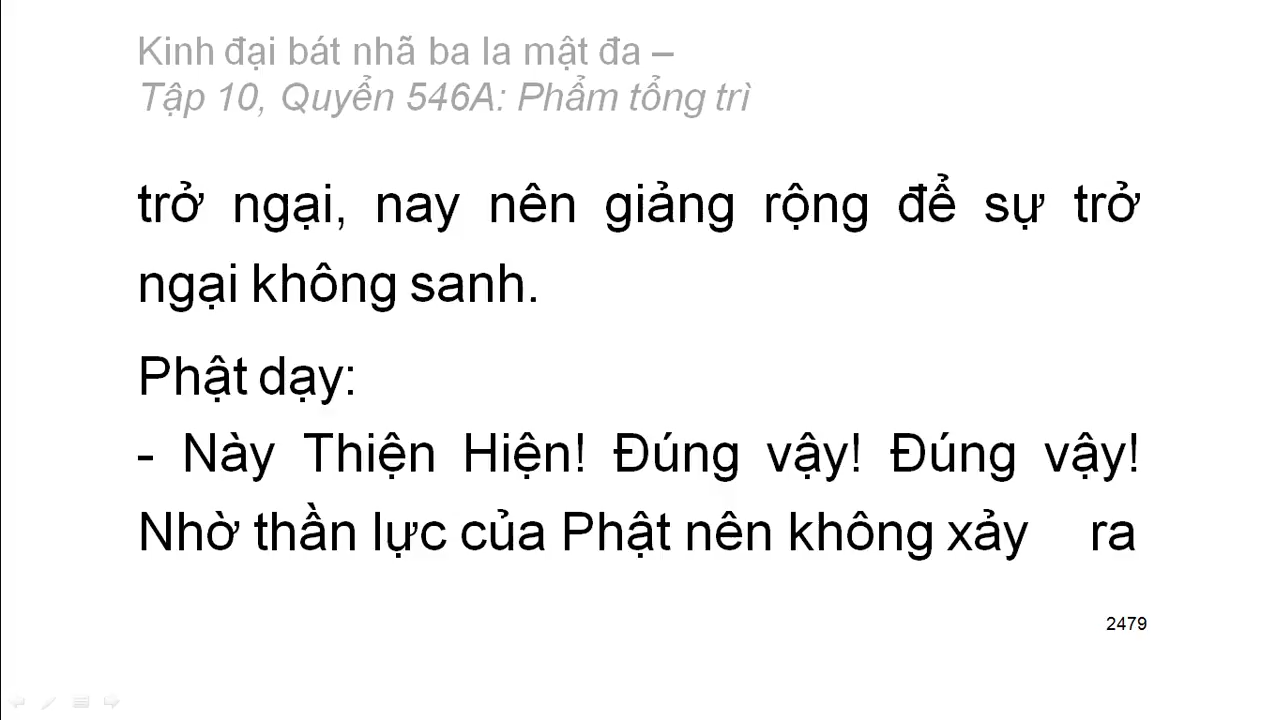 Kinh đại bát nhã ba la mật đa –
Tập 10, Quyển 546A: Phẩm tổng trì
trở ngại, nay nên giảng rộng để sự trở
ngại không sanh.
Phật dạy:
- Này Thiện Hiện! Đúng vậy! Đúng vậy!
Nhờ thần lực của Phật nên không xảy ra
2479